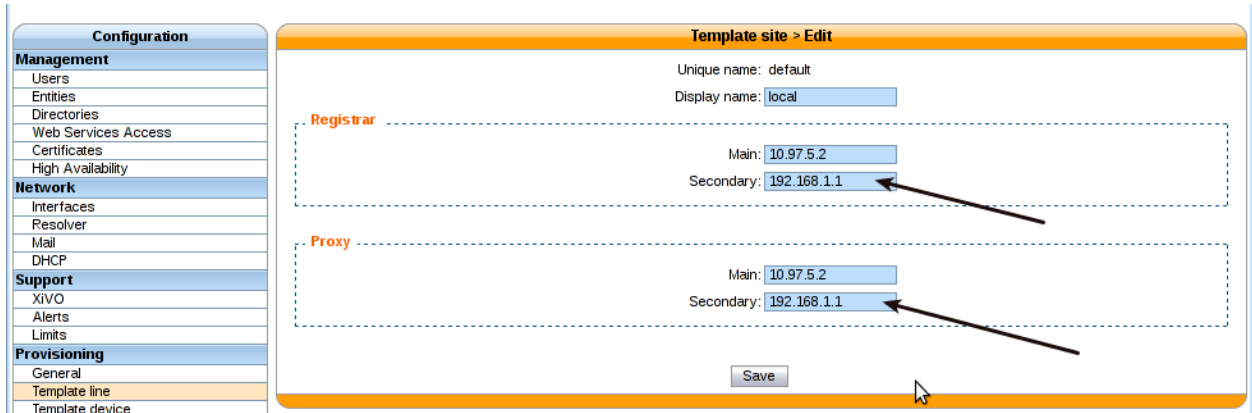 Configuration
Management
Users
Entities
Directories
Web Services Access
Certificates
High Availability
Network
Interfaces
Resolver
Mail
DHCP
Support
XiVO
Alerts
Limits
Provisioning
General
Template line
Template device
Template site > Edit
Unique name: default
Display name: local
Registrar
Main: 10.97.5.2
Secondary: 192.168.1.1
Proxy
Main: 10.97.5.2
Secondary: 192.168.1.1
Save